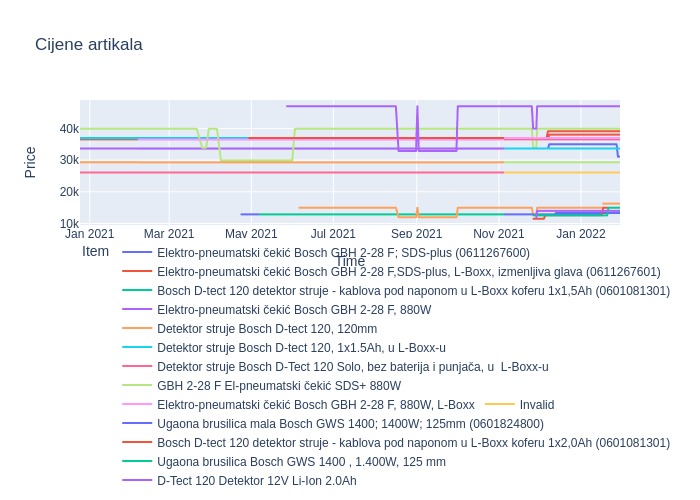 Cijene artikala
Price
40k
30k
20k
10k
Jan 2021 Mar 2021 May 2021 Jul 2021 Sep 2021 Nov 2021 Jan 2022
Time
Item
Elektro-pneumatski čekić Bosch GBH 2-28 F; SDS-plus (0611267600)
Elektro-pneumatski čekić Bosch GBH 2-28 F,SDS-plus, L-Boxx, izmenljiva glava (0611267601)
Bosch D-tect 120 detektor struje - kablova pod naponom u L-Boxx koferu 1x1,5Ah (0601081301)
Elektro-pneumatski čekić Bosch GBH 2-28 F, 880W
Detektor struje Bosch D-tect 120, 120mm
Detektor struje Bosch D-tect 120, 1x1.5Ah, u L-Boxx-u
Detektor struje Bosch D-Tect 120 Solo, bez baterija i punjača, u  L-Boxx-u
GBH 2-28 F El-pneumatski čekić SDS+ 880W
Elektro-pneumatski čekić Bosch GBH 2-28 F, 880W, L-Boxx Invalid
Ugaona brusilica mala Bosch GWS 1400; 1400W; 125mm (0601824800)
Bosch D-tect 120 detektor struje - kablova pod naponom u L-Boxx koferu 1x2,0Ah (0601081301)
Ugaona brusilica Bosch GWS 1400 , 1.400W, 125 mm
D-Tect 120 Detektor 12V Li-Ion 2.0Ah